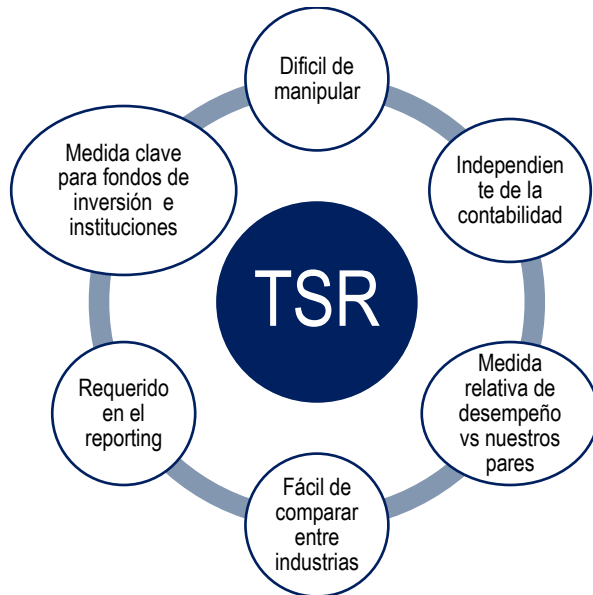 Dificil de
manipular
Independien
te de la
contabilidad
Medida
relativa de
desempeño
vs nuestros
pares
Fácil de
comparar
entre
industrias
Requerido
en el
reporting
Medida clave
para fondos de
inversión e
instituciones
TSR